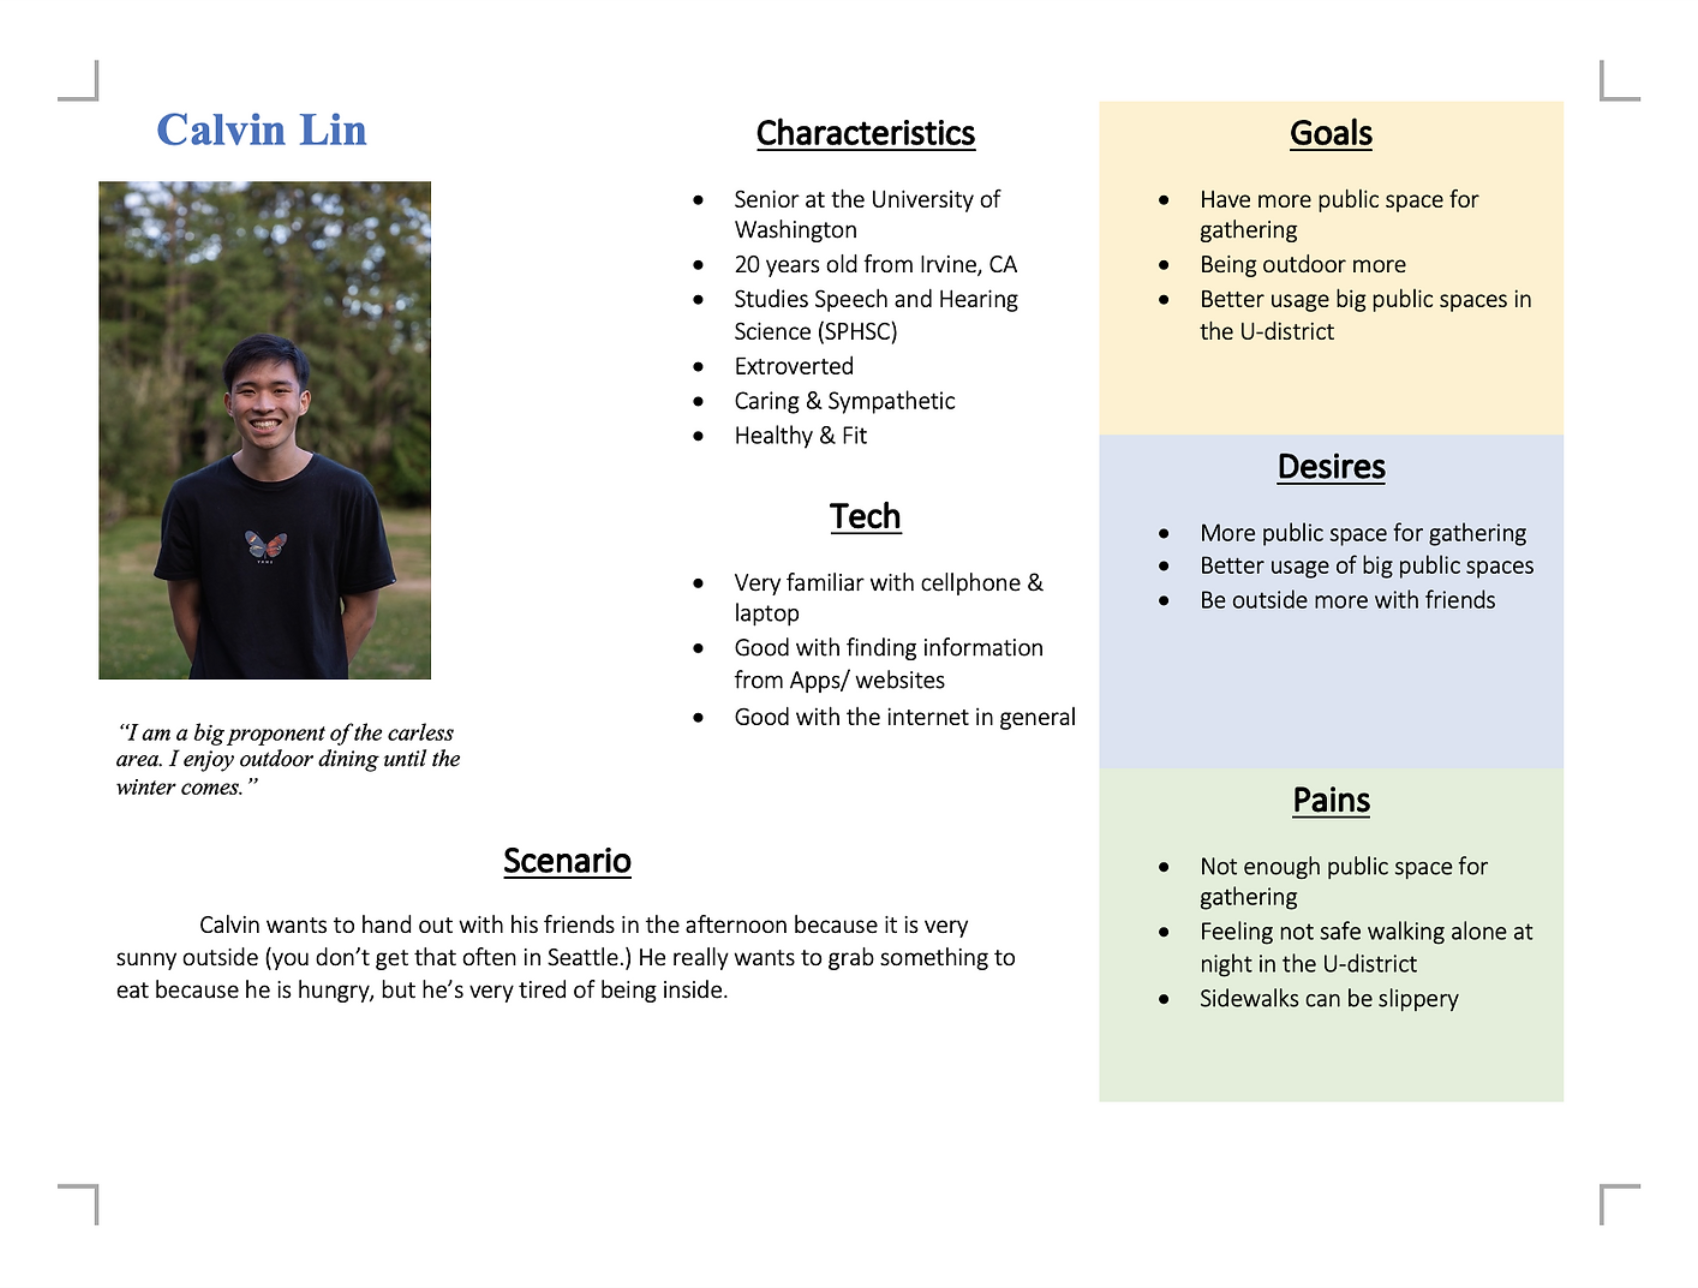 Calvin Lin
“I am a big proponent of the carless
area. I enjoy outdoor dining until the
winter comes.”
Characteristics
• Senior at the University of
Washington
• 20 years old from Irvine, CA
• Studies Speech and Hearing
Science (SPHSC)
• Extroverted
• Caring & Sympathetic
• Healthy & Fit
Tech
• Very familiar with cellphone &
laptop
• Good with finding information
from Apps/ websites
• Good with the internet in general
Scenario
Calvin wants to hand out with his friends in the afternoon because it is very
sunny outside (you don’t get that often in Seattle.) He really wants to grab something to
eat because he is hungry, but he’s very tired of being inside.
Goals
• Have more public space for
gathering
• Being outdoor more
• Better usage big public spaces in
the U-district
Desires
• More public space for gathering
• Better usage of big public spaces
• Be outside more with friends
Pains
• Not enough public space for
gathering
• Feeling not safe walking alone at
night in the U-district
• Sidewalks can be slippery